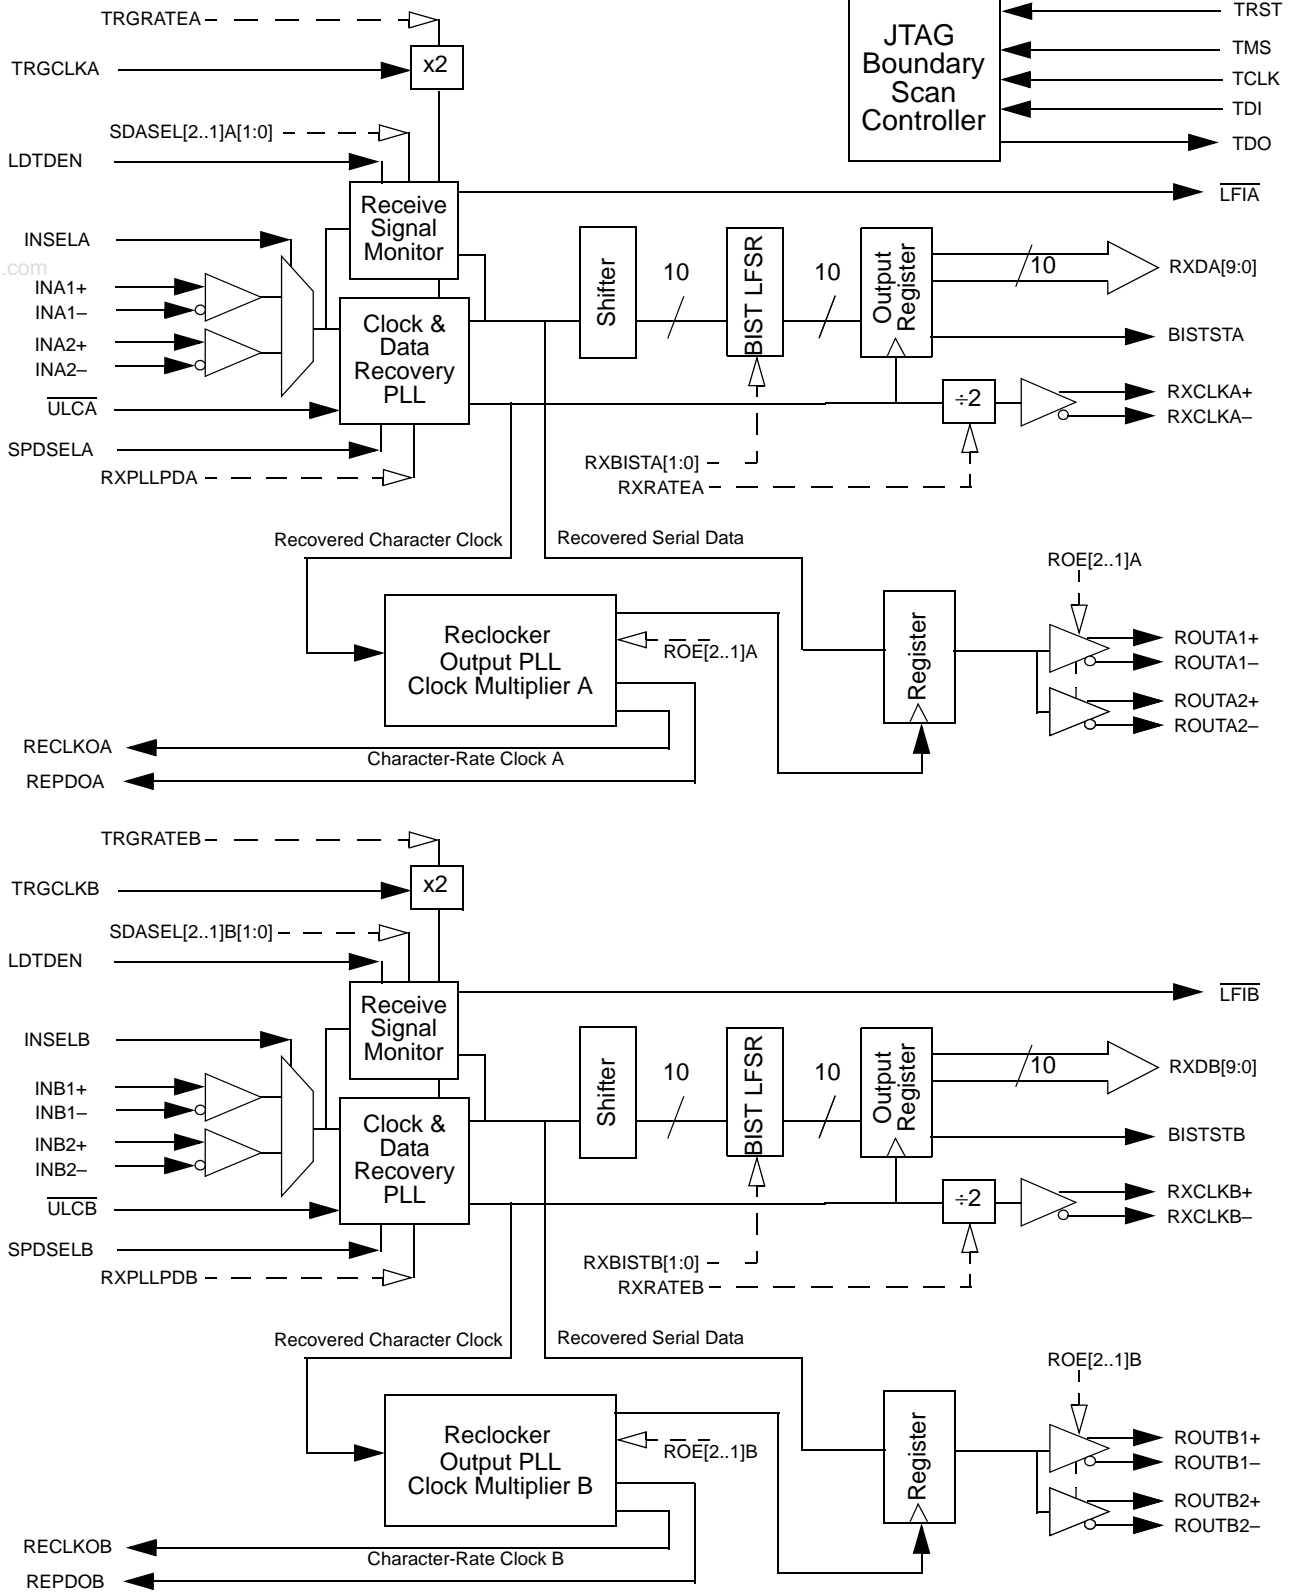 TRGRATEA
TRST
JTAG
Boundary
Scan
Controller
TMS
TRGCLKA
x2
TCLK
TDI
SDASEL[2..1]A[1:0]
TDO
LDTDEN
LFIA
Receive
Signal
Monitor
INSELA
.com
INA1+
INA1–
INA2+
INA2–
Clock &
Data
Recovery
PLL
Shifter
10
BIST LFSR
10
Output
Register
10
RXDA[9:0]
BISTSTA
ULCA
÷2
RXCLKA+
RXCLKA–
SPDSELA
RXPLLPDA
RXBISTA[1:0]
RXRATEA
Recovered Character Clock
Recovered Serial Data
ROE[2..1]A
Reclocker
Output PLL
Clock Multiplier A
ROE[2..1]A
Register
ROUTA1+
ROUTA1–
ROUTA2+
ROUTA2–
RECLKOA
Character-Rate Clock A
REPDOA
TRGRATEB
TRGCLKB
x2
SDASEL[2..1]B[1:0]
LDTDEN
LFIB
Receive
Signal
Monitor
INSELB
INB1+
INB1–
INB2+
INB2–
Clock &
Data
Recovery
PLL
Shifter
10
BIST LFSR
10
Output
Register
10
RXDB[9:0]
BISTSTB
ULCB
÷2
RXCLKB+
RXCLKB–
SPDSELB
RXPLLPDB
RXBISTB[1:0]
RXRATEB
Recovered Character Clock
Recovered Serial Data
ROE[2..1]B
Reclocker
Output PLL
Clock Multiplier B
ROE[2..1]B
Register
ROUTB1+
ROUTB1–
ROUTB2+
ROUTB2–
RECLKOB
Character-Rate Clock B
REPDOB